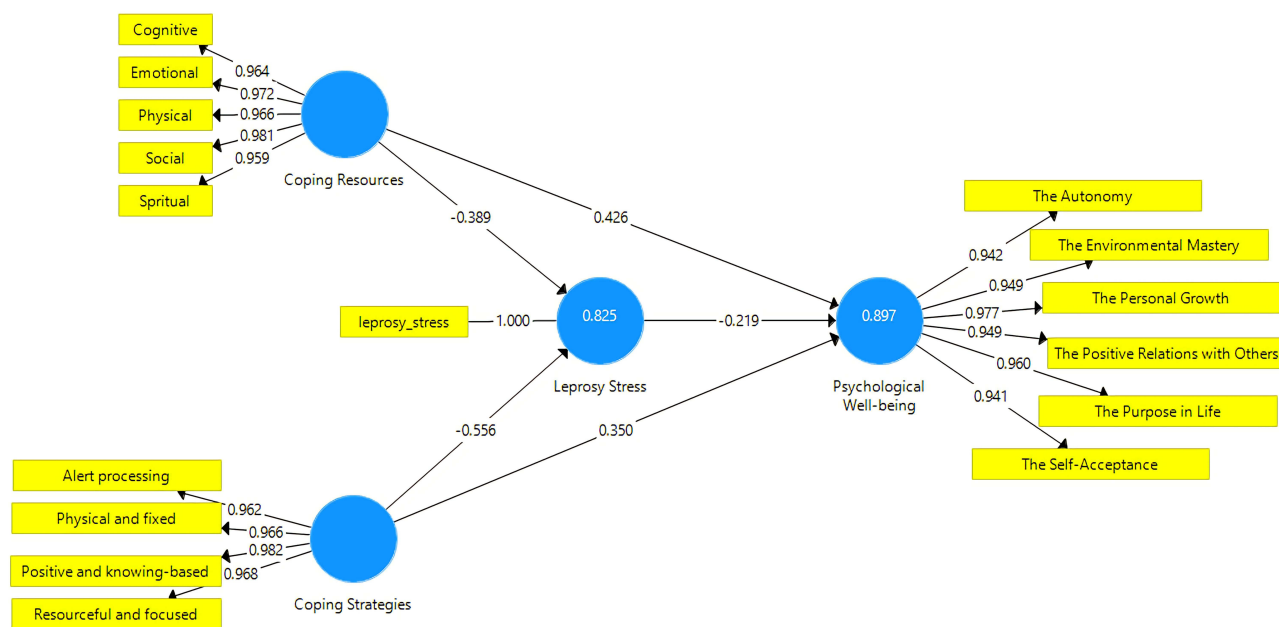 Cognitive
Emotional
Physical
Social
Spritual
0.964
0.972
0.966
0.981
0.959
Coping Resources
-0.389
0.426
leprosy_stress
1.000
0.825
Leprosy Stress
-0.219
0.897
Psychological
Well-being
-0.556
0.350
Alert processing
Physical and fixed
Positive and knowing-based
Resourceful and focused
0.962
0.966
0.982
0.968
Coping Strategies
The Autonomy
The Environmental Mastery
The Personal Growth
The Positive Relations with Others
The Purpose in Life
The Self-Acceptance
0.942
0.949
0.977
0.949
0.960
0.941